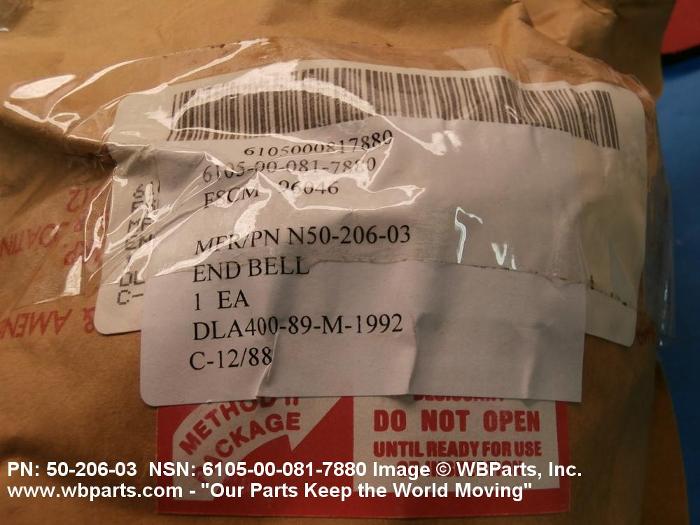 6105000817880
6105-00-081-7880
FSCM 96046
MFR/PN N50-206-03
END BELL
1 EA
DLA400-89-M-1992
C-12/88
C-
& AMEN
METHOD II
PACKAGE
DO NOT OPEN
UNTIL READY FOR USE
PN: 50-206-03 NSN: 6105-00-081-7880 Image © WBParts, Inc.
www.wbparts.com - "Our Parts Keep the World Moving"